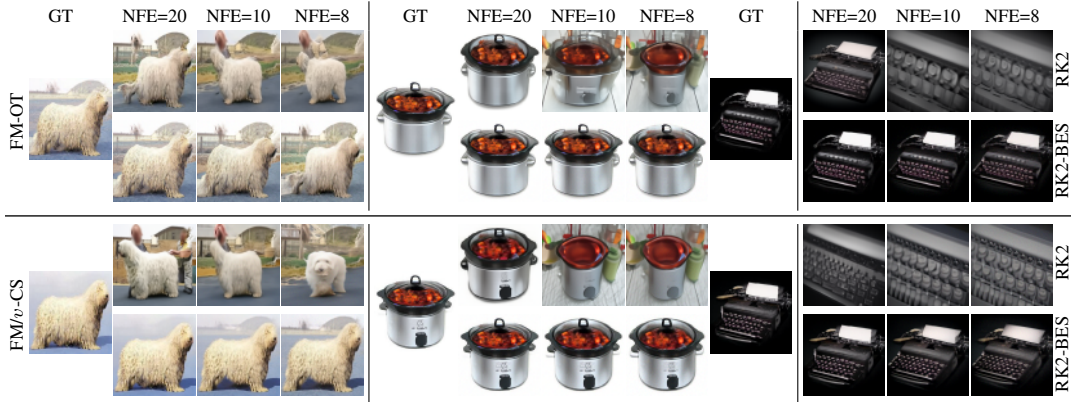 GT NFE=20 NFE=10 NFE=8 NFE=20 NFE=10 NFE=8 GT NFE=20 NFE=10 NFE=8
GT
FM-OT
RK2
RK2-BES
FM/v-CS
RK2
RK2-BES